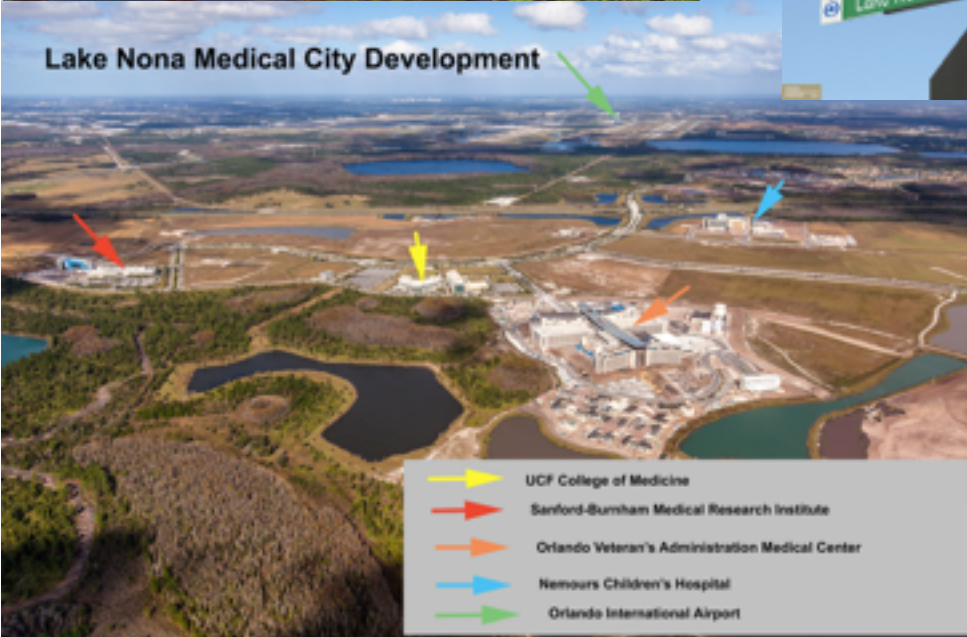 Lake Nona Medical City Development
UCF College of Medicine
Sanford-Burnham Medical Research Institute
Orlando Veteran's Administration Medical Center
Nemours Children's Hospital
Orlando International Airport